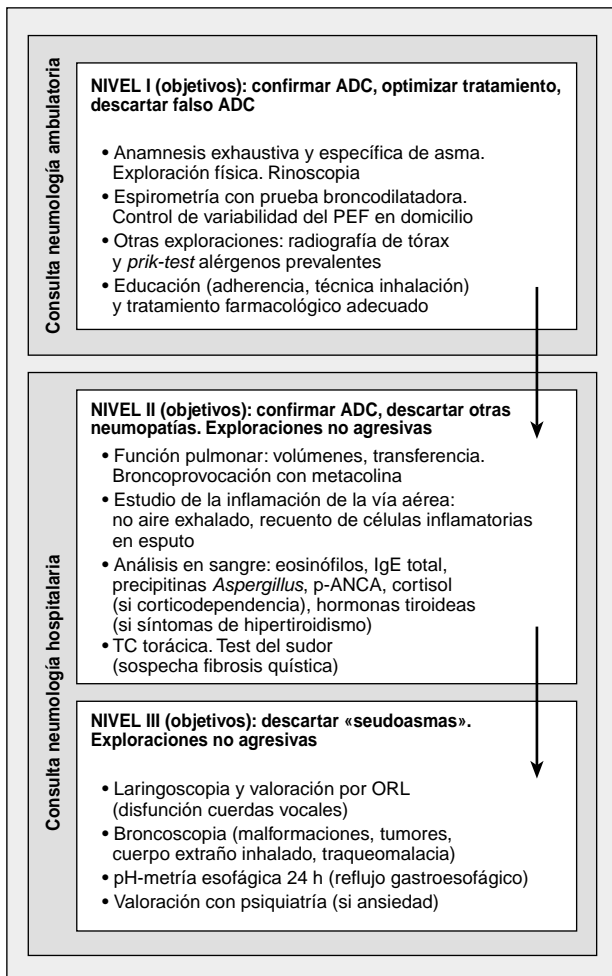 Consulta neumología ambulatoria
NIVEL I (objetivos): confirmar ADC, optimizar tratamiento,
descartar falso ADC
• Anamnesis exhaustiva y específica de asma.
Exploración física. Rinoscopia
• Espirometría con prueba broncodilatadora.
Control de variabilidad del PEF en domicilio
• Otras exploraciones: radiografía de tórax
y prik-test alérgenos prevalentes
• Educación (adherencia, técnica inhalación)
y tratamiento farmacológico adecuado
Consulta neumología hospitalaria
NIVEL II (objetivos): confirmar ADC, descartar otras
neumopatías. Exploraciones no agresivas
• Función pulmonar: volúmenes, transferencia.
Broncoprovocación con metacolina
• Estudio de la inflamación de la vía aérea:
no aire exhalado, recuento de células inflamatorias
en esputo
• Análisis en sangre: eosinófilos, IgE total,
precipitinas Aspergillus, p-ANCA, cortisol
(si corticodependencia), hormonas tiroideas
(si síntomas de hipertiroidismo)
• TC torácica. Test del sudor
(sospecha fibrosis quística)
NIVEL III (objetivos): descartar «seudoasmas».
Exploraciones no agresivas
• Laringoscopia y valoración por ORL
(disfunción cuerdas vocales)
• Broncoscopia (malformaciones, tumores,
cuerpo extraño inhalado, traqueomalacia)
• pH-metría esofágica 24 h (reflujo gastroesofágico)
• Valoración con psiquiatría (si ansiedad)